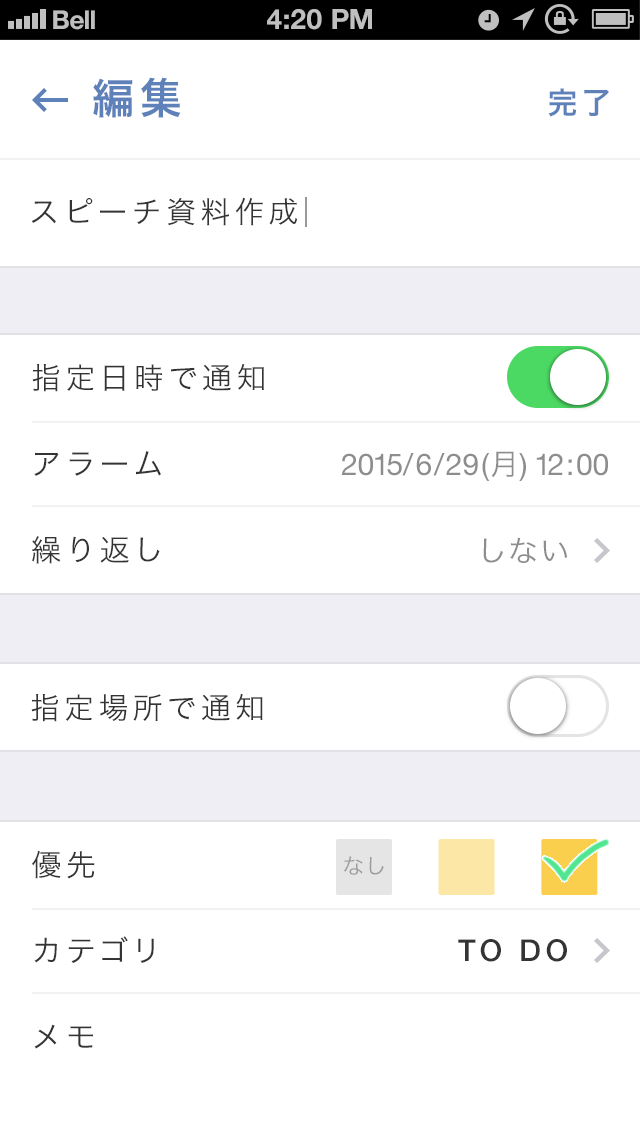 Bell 4:20 PM
編集 完了
スピーチ資料作成
指定日時で通知
アラーム 2015/6/29(月) 12:00
繰り返し しない
指定場所で通知
優先 なし
カテゴリ TO DO
メモ